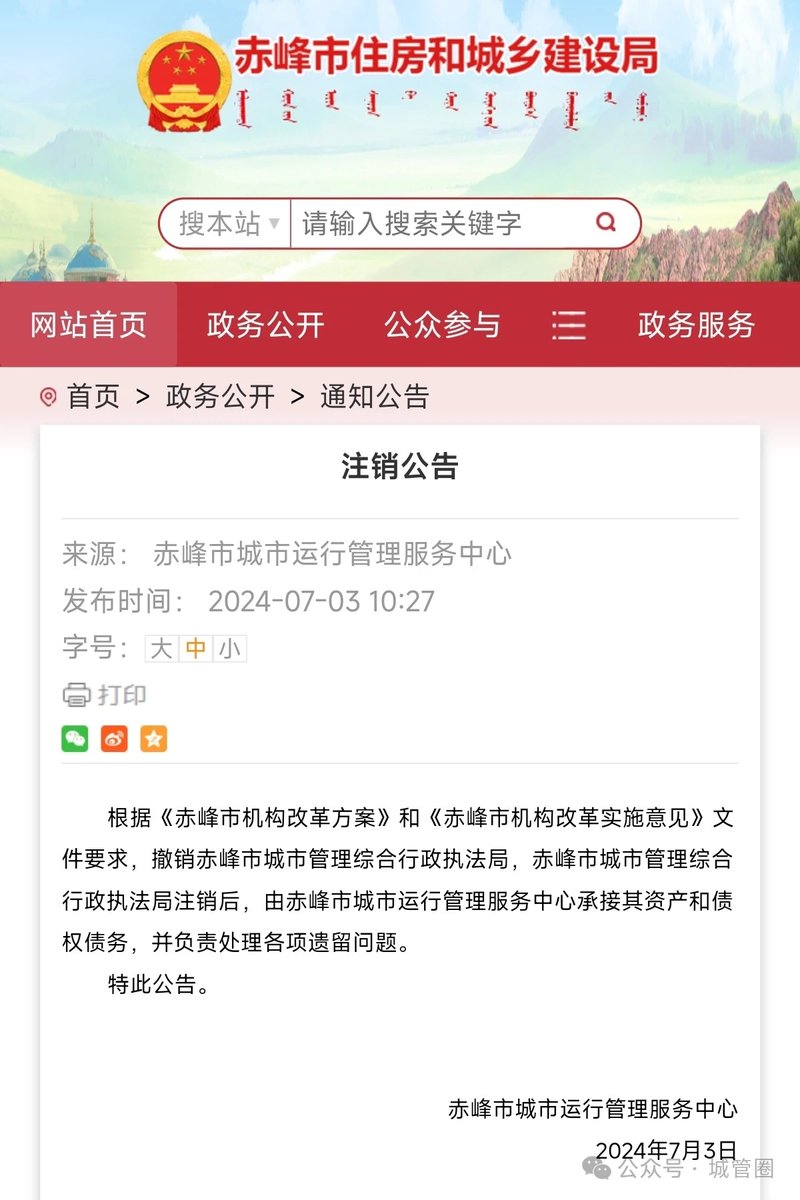 赤峰市住房和城乡建设局
搜本站 请输入搜索关键字
网站首页 政务公开 公众参与 政务服务
首页 > 政务公开 > 通知公告
注销公告
来源： 赤峰市城市运行管理服务中心
发布时间： 2024-07-03 10:27
字号： 大 中 小
打印
根据《赤峰市机构改革方案》和《赤峰市机构改革实施意见》文
件要求，撤销赤峰市城市管理综合行政执法局，赤峰市城市管理综合
行政执法局注销后，由赤峰市城市运行管理服务中心承接其资产和债
权债务，并负责处理各项遗留问题。
特此公告。
赤峰市城市运行管理服务中心
2024年7月3日
公众号 · 城管圈